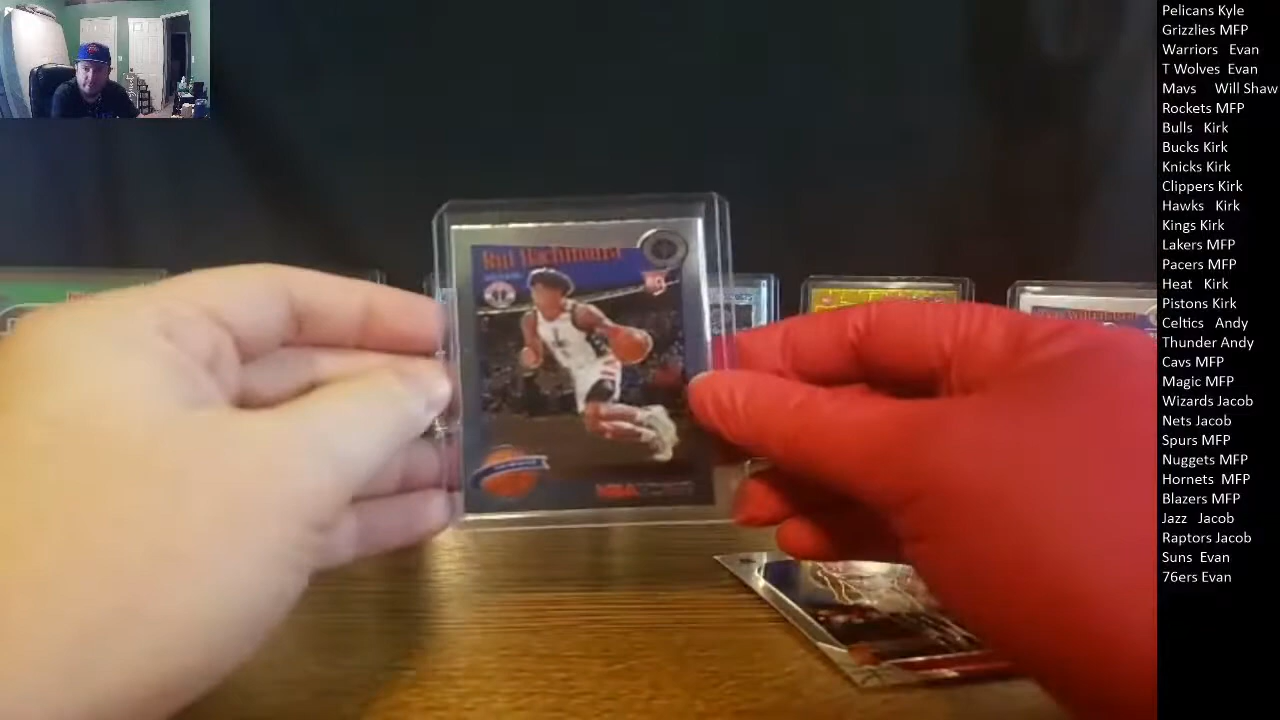 Pelicans Kyle
Grizzlies MFP
Warriors Evan
T Wolves Evan
Mavs Will Shaw
Rockets MFP
Bulls Kirk
Bucks Kirk
Knicks Kirk
Clippers Kirk
Hawks Kirk
Kings Kirk
Lakers MFP
Pacers MFP
Heat Kirk
Pistons Kirk
Celtics Andy
Thunder Andy
Cavs MFP
Magic MFP
Wizards Jacob
Nets Jacob
Spurs MFP
Nuggets MFP
Hornets MFP
Blazers MFP
Jazz Jacob
Raptors Jacob
Suns Evan
76ers Evan
Rui Hachimura
NBA